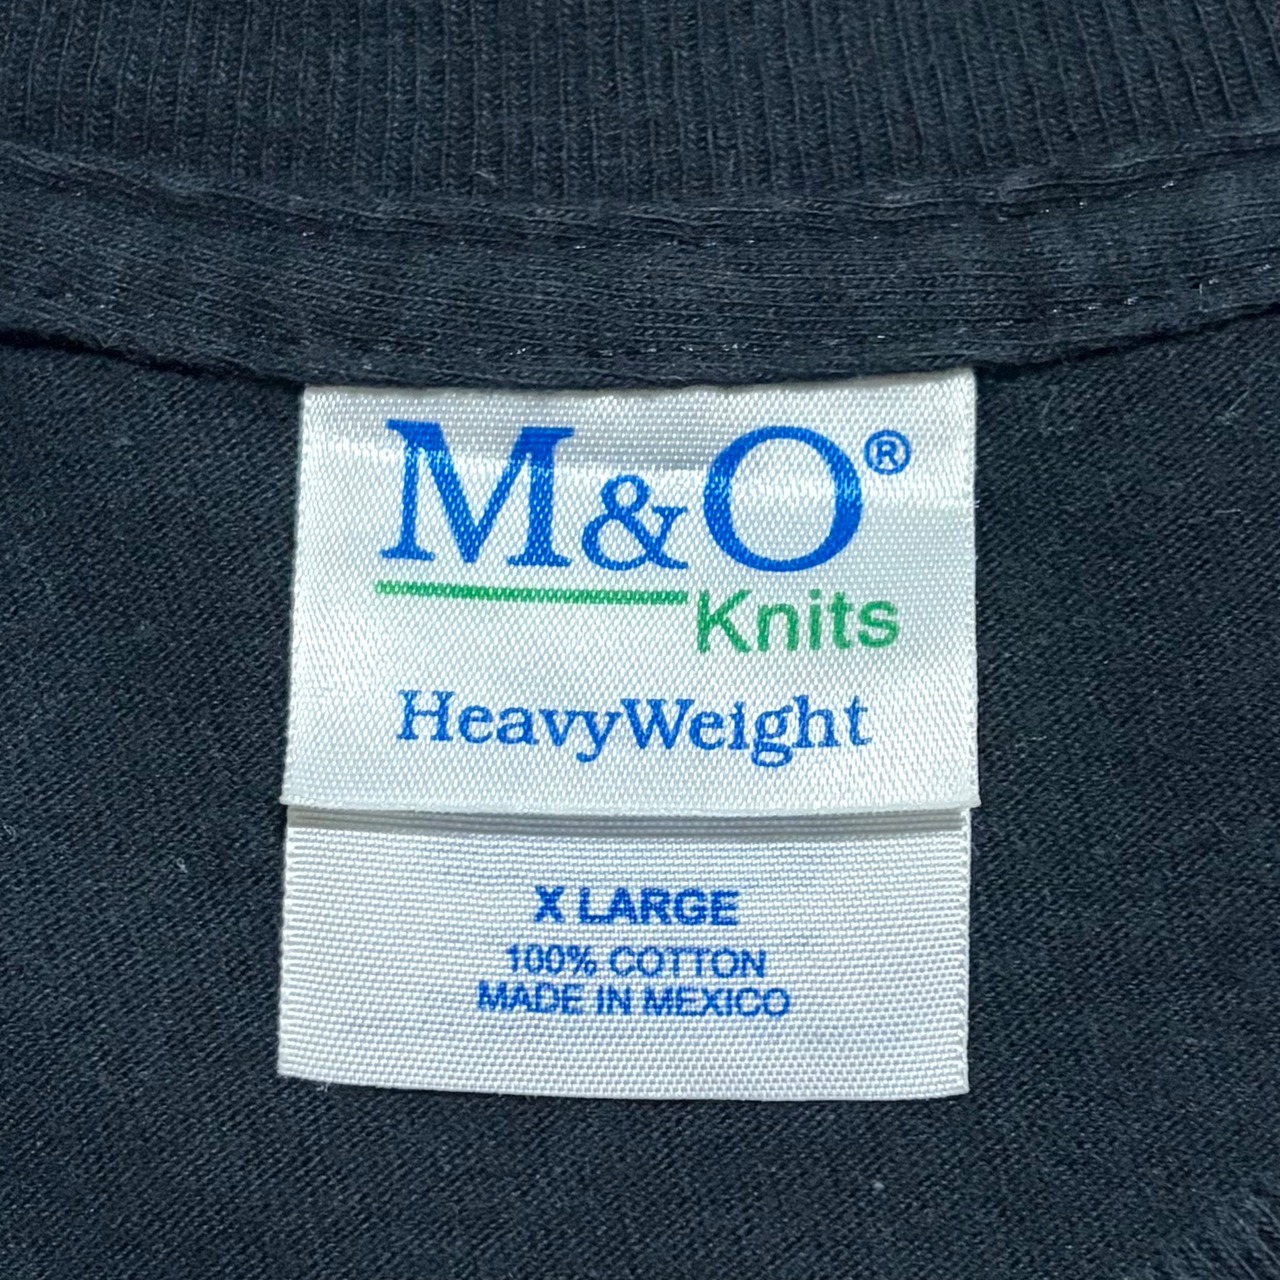 M&O®
Knits
HeavyWeight
X LARGE
100% COTTON
MADE IN MEXICO